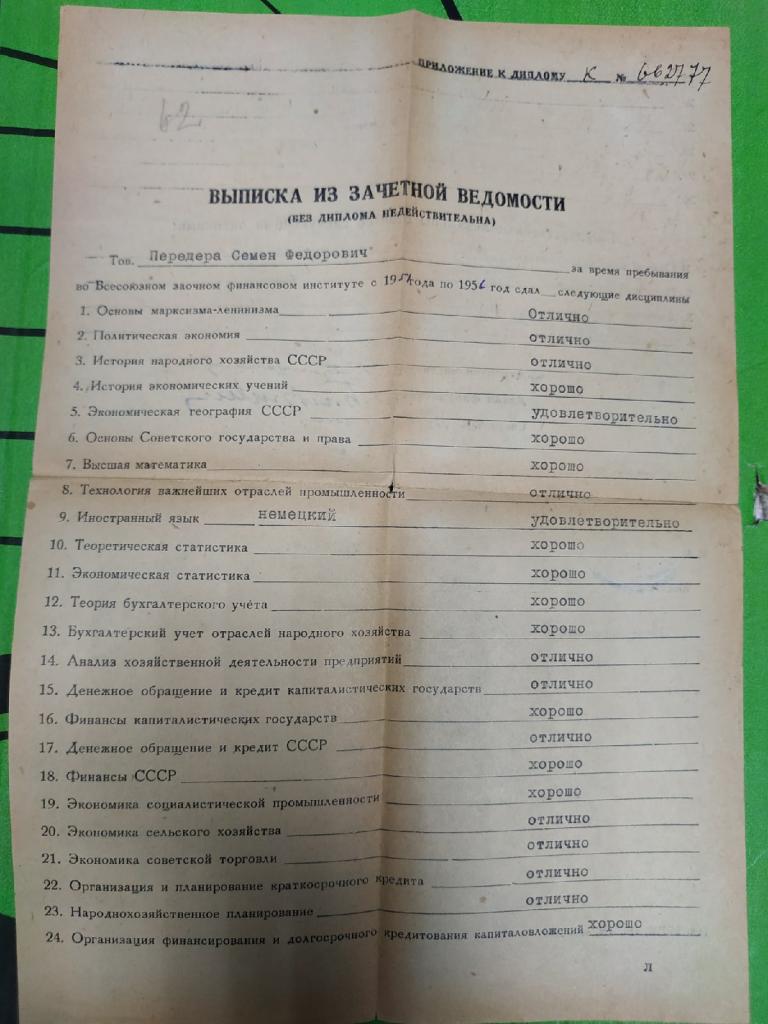 ПРИЛОЖЕНИЕ К ДИПЛОМУ К № 662777
62
ВЫПИСКА ИЗ ЗАЧЕТНОЙ ВЕДОМОСТИ
(БЕЗ ДИПЛОМА НЕДЕЙСТВИТЕЛЬНА)
Тов. Передера Семен Федорович за время пребывания
во Всесоюзном заочном финансовом институте с 1954 года по 1956 год сдал следующие дисциплины
1. Основы марксизма-ленинизма отлично
2. Политическая экономия отлично
3. История народного хозяйства СССР отлично
4. История экономических учений хорошо
5. Экономическая география СССР удовлетворительно
6. Основы Советского государства и права хорошо
7. Высшая математика хорошо
8. Технология важнейших отраслей промышленности отлично
9. Иностранный язык немецкий удовлетворительно
10. Теоретическая статистика хорошо
11. Экономическая статистика хорошо
12. Теория бухгалтерского учёта хорошо
13. Бухгалтерский учет отраслей народного хозяйства хорошо
14. Анализ хозяйственной деятельности предприятий отлично
15. Денежное обращение и кредит капиталистических государств отлично
16. Финансы капиталистических государств хорошо
17. Денежное обращение и кредит СССР отлично
18. Финансы СССР хорошо
19. Экономика социалистической промышленности хорошо
20. Экономика сельского хозяйства отлично
21. Экономика советской торговли отлично
22. Организация и планирование краткосрочного кредита отлично
23. Народнохозяйственное планирование отлично
24. Организация финансирования и долгосрочного кредитования капиталовложений хорошо
Л